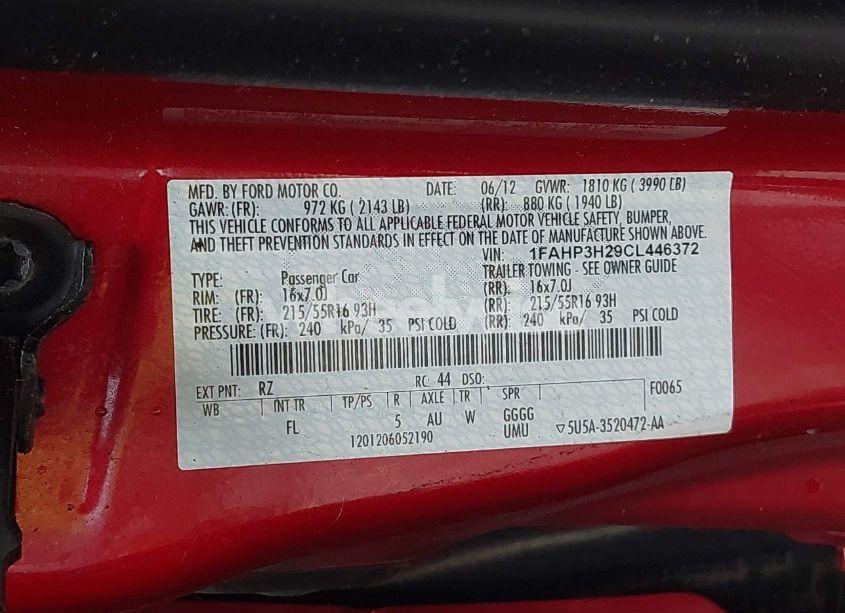 MFD. BY FORD MOTOR CO. DATE: 06/12 GVWR: 1810 KG ( 3990 LB)
GAWR: (FR): 972 KG ( 2143 LB) (RR): 880 KG ( 1940 LB)
THIS VEHICLE CONFORMS TO ALL APPLICABLE FEDERAL MOTOR VEHICLE SAFETY, BUMPER,
AND THEFT PREVENTION STANDARDS IN EFFECT ON THE DATE OF MANUFACTURE SHOWN ABOVE.
VIN: 1FAHP3H29CL446372
TYPE: Passenger Car TRAILER TOWING - SEE OWNER GUIDE
RIM: (FR): 16x7.0J (RR): 16x7.0J
TIRE: (FR): 215/55R16 93H (RR): 215/55R16 93H
PRESSURE: (FR): 240 kPa/ 35 PSI COLD (RR): 240 kPa/ 35 PSI COLD
EXT PNT: RZ RC: 44 DSO: F0065
WB INT TR TP/PS R AXLE TR SPR
FL 5 AU W GGGG
UMU
1201206052190 ▽5U5A-3520472-AA